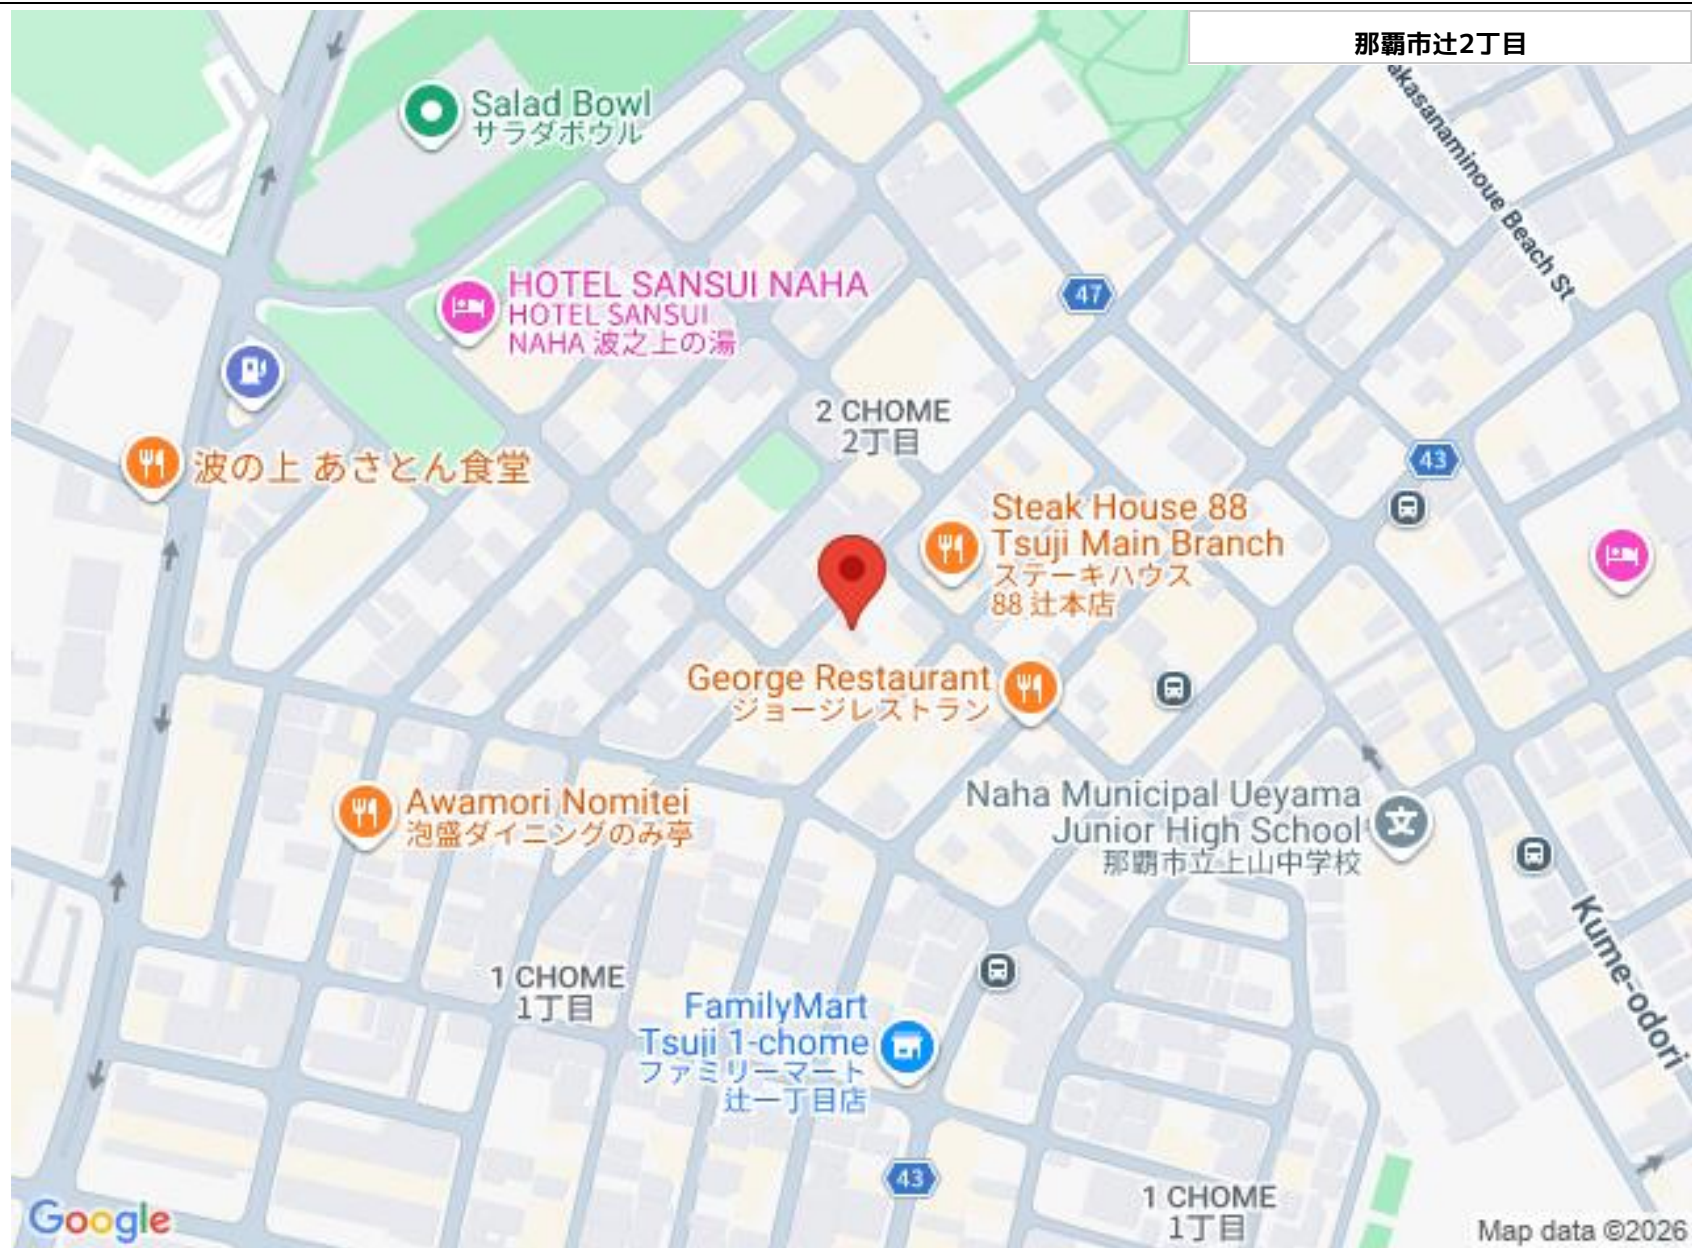 那覇市辻2丁目
akasanaminoue Beach St
Salad Bowl
サラダボウル
HOTEL SANSUI NAHA
HOTEL SANSUI
NAHA 波之上の湯
47
2 CHOME
2丁目
43
波の上 あさとん食堂
Steak House 88
Tsuji Main Branch
ステーキハウス
88 辻本店
George Restaurant
ジョージレストラン
Awamori Nomitei
泡盛ダイニングのみ亭
Naha Municipal Ueyama
Junior High School
那覇市立上山中学校
文
Kume-odori
1 CHOME
1丁目
FamilyMart
Tsuji 1-chome
ファミリーマート
辻一丁目店
43
1 CHOME
1丁目
Google
Map data ©2026